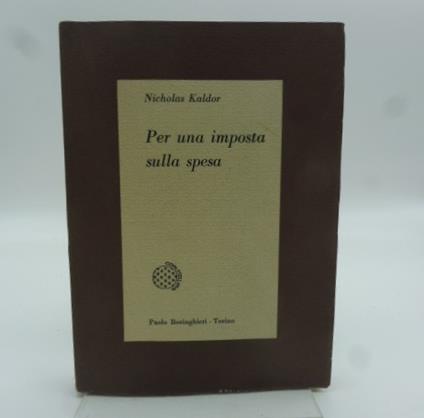 Nicholas Kaldor
Per una imposta
sulla spesa
Paolo Boringhieri - Torino